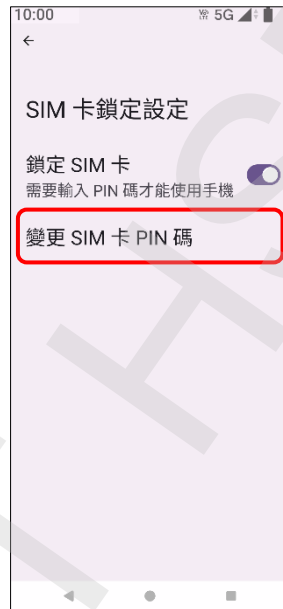 10:00 5G
SIM 卡鎖定設定
鎖定 SIM 卡
需要輸入 PIN 碼才能使用手機
變更 SIM 卡 PIN 碼